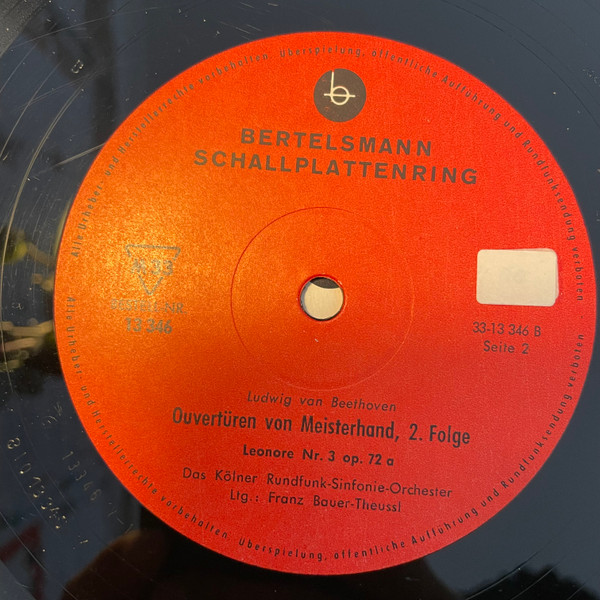 Alle Urheber- und Herstellerrechte vorbehalten. Überspielung, öffentliche Aufführung und Rundfunksendung verboten
b
BERTELSMANN
SCHALLPLATTENRING
33
13 346
33-13 346 B
Seite 2
Ludwig van Beethoven
Ouvertüren von Meisterhand, 2. Folge
Leonore Nr. 3 op. 72 a
Das Kölner Rundfunk-Sinfonie-Orchester
Ltg.: Franz Bauer-Theussl
Alle Urheber- und Herstellerrechte vorbehalten. Überspielung, öffentliche Aufführung und Rundfunksendung verboten